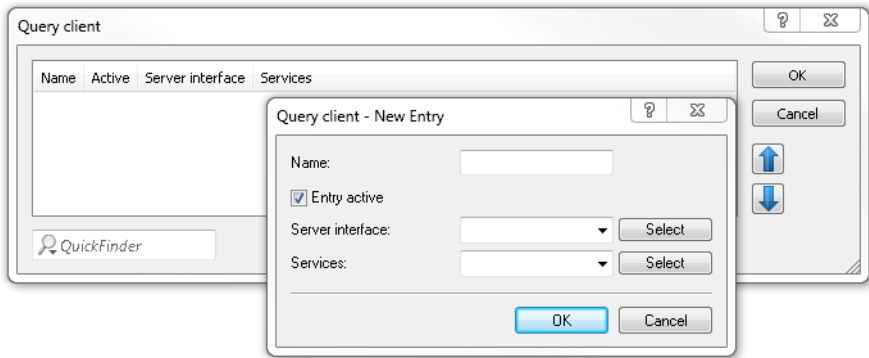 Query client
Name Active Server interface Services
OK
Cancel
QuickFinder
Query client - New Entry
Name:
Entry active
Server interface: Select
Services: Select
OK Cancel